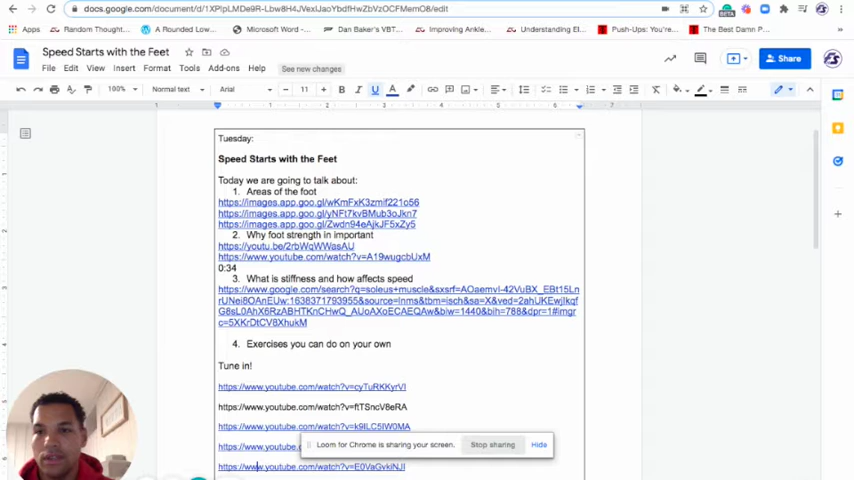 docs.google.com/document/d/1XPlpLMDe9R-Lbw8H4JVexlJaoYbdfHwZbVzOCFMemO8/edit
Apps
Random Thought...
A Rounded Low...
Microsoft Word -...
Dan Baker's VBT...
Improving Ankle...
Understanding El...
Push-Ups: You're...
The Best Damn F...
Speed Starts with the Feet
File Edit View Insert Format Tools Add-ons Help
See new changes
Share
100%
Normal text
Arial
11
Tuesday:
Speed Starts with the Feet
Today we are going to talk about:
1. Areas of the foot
https://images.app.goo.gl/wKmFxK3zmif221o56
https://images.app.goo.gl/yNFt7kvBMub3oJkn7
https://images.app.goo.gl/Zwdn94eAjkJF5xZy5
2. Why foot strength in important
https://youtu.be/2rbWqWWasAU
https://www.youtube.com/watch?v=A19wugcbUxM
0:34
3. What is stiffness and how affects speed
https://www.google.com/search?q=soleus+muscle&sxsrf=AOaemvI-42VuBX_EBt15Ln
rUNei8OAnEUw:1638371793955&source=lnms&tbm=isch&sa=X&ved=2ahUKEwjIkqf
G8sL0AhX6RzABHTKnCHwQ_AUoAXoECAEQAw&biw=1440&bih=788&dpr=1#imgr
c=5XKrDtCV8XhukM
4. Exercises you can do on your own
Tune in!
https://www.youtube.com/watch?v=cyTuRKKyrVI
https://www.youtube.com/watch?v=ftTSncV8eRA
https://www.youtube.com/watch?v=k9ILC5IW0MA
https://www.youtube.c
Loom for Chrome is sharing your screen.
Stop sharing
Hide
https://www.youtube.com/watch?v=E0VaGvkiNJI